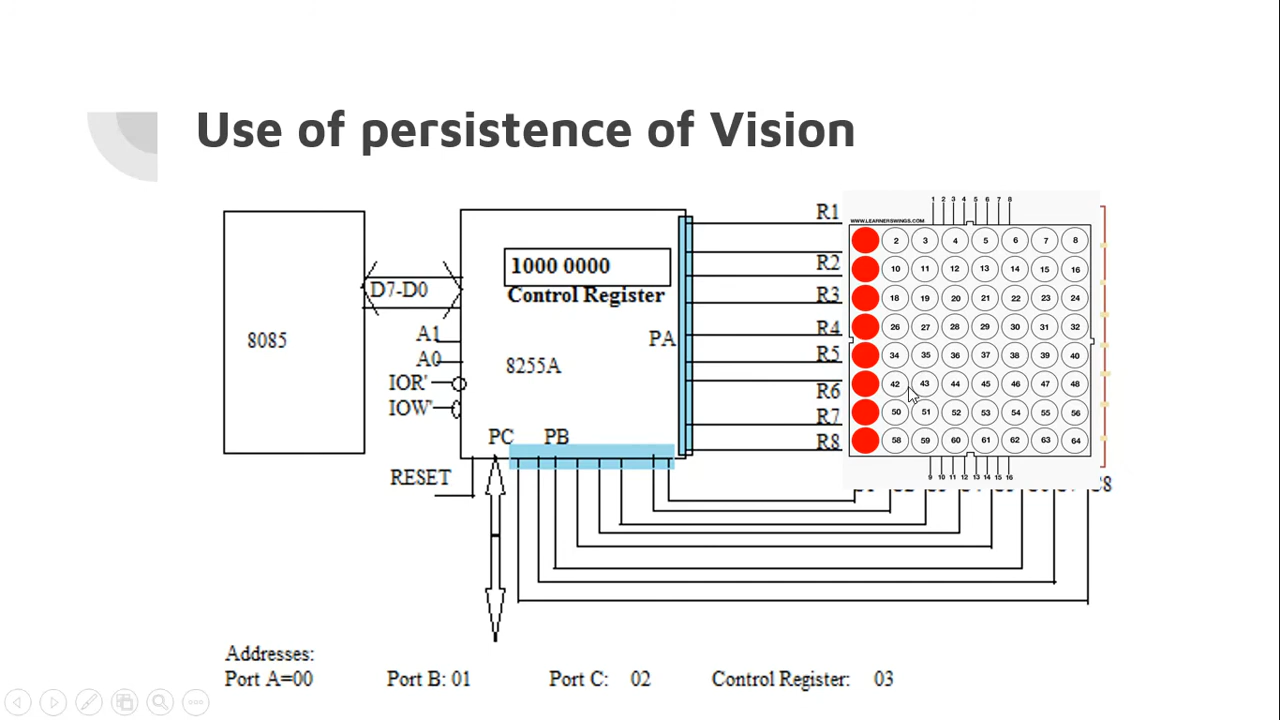 Use of persistence of Vision
8085
D7-D0
A1
A0
IOR'
IOW'
RESET
1000 0000
Control Register
8255A
PA
PC PB
R1
R2
R3
R4
R5
R6
R7
R8
1 2 3 4 5 6 7 8
WWW.LEARNERSWINGS.COM
2 3 4 5 6 7 8
10 11 12 13 14 15 16
18 19 20 21 22 23 24
26 27 28 29 30 31 32
34 35 36 37 38 39 40
42 43 44 45 46 47 48
50 51 52 53 54 55 56
58 59 60 61 62 63 64
9 10 11 12 13 14 15 16
Addresses:
Port A=00 Port B: 01 Port C: 02 Control Register: 03